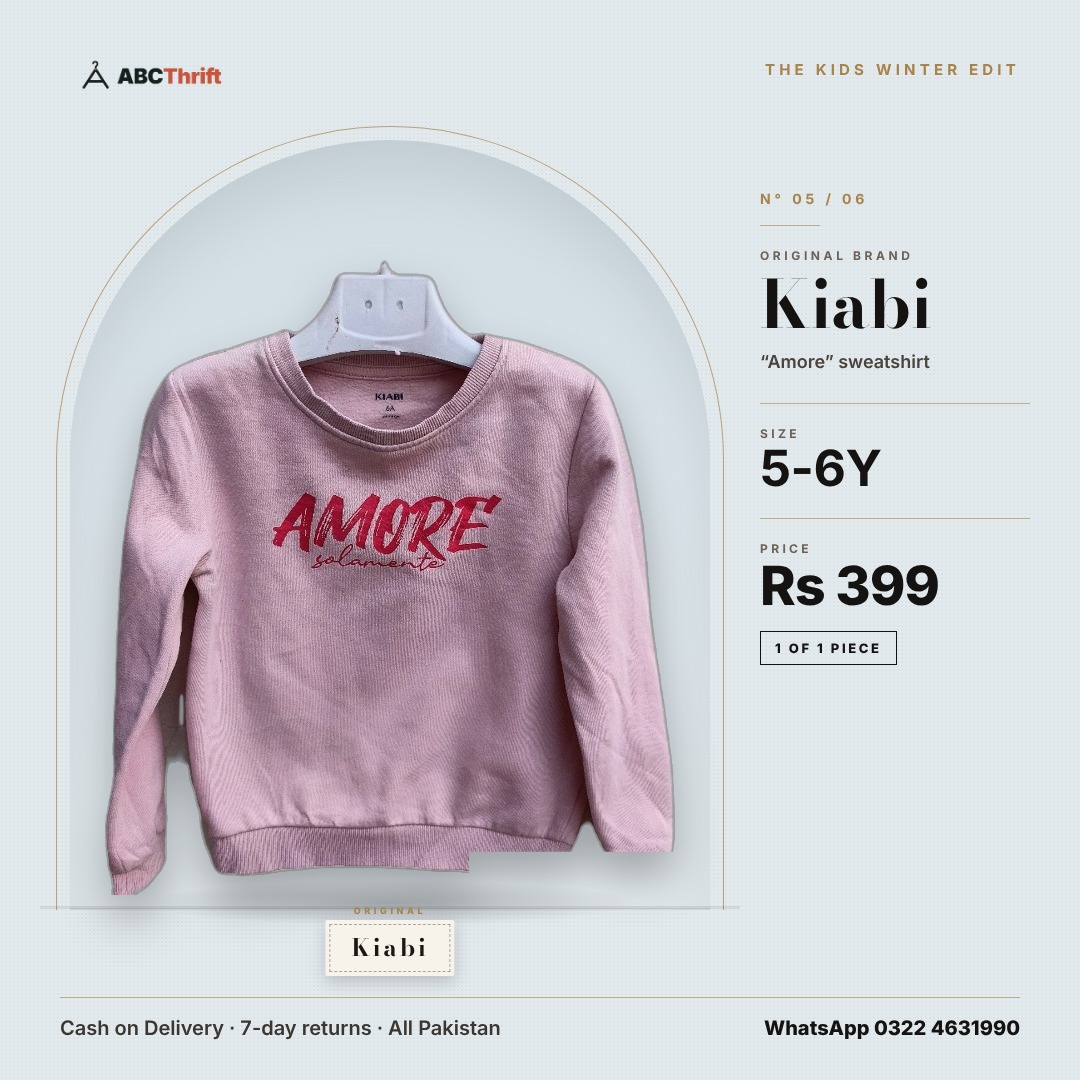 ABCThrift
THE KIDS WINTER EDIT
N° 05 / 06
ORIGINAL BRAND
Kiabi
“Amore” sweatshirt
SIZE
5-6Y
PRICE
Rs 399
1 OF 1 PIECE
KIABI
6A
AMORE
solamente
ORIGINAL
Kiabi
Cash on Delivery · 7-day returns · All Pakistan
WhatsApp 0322 4631990